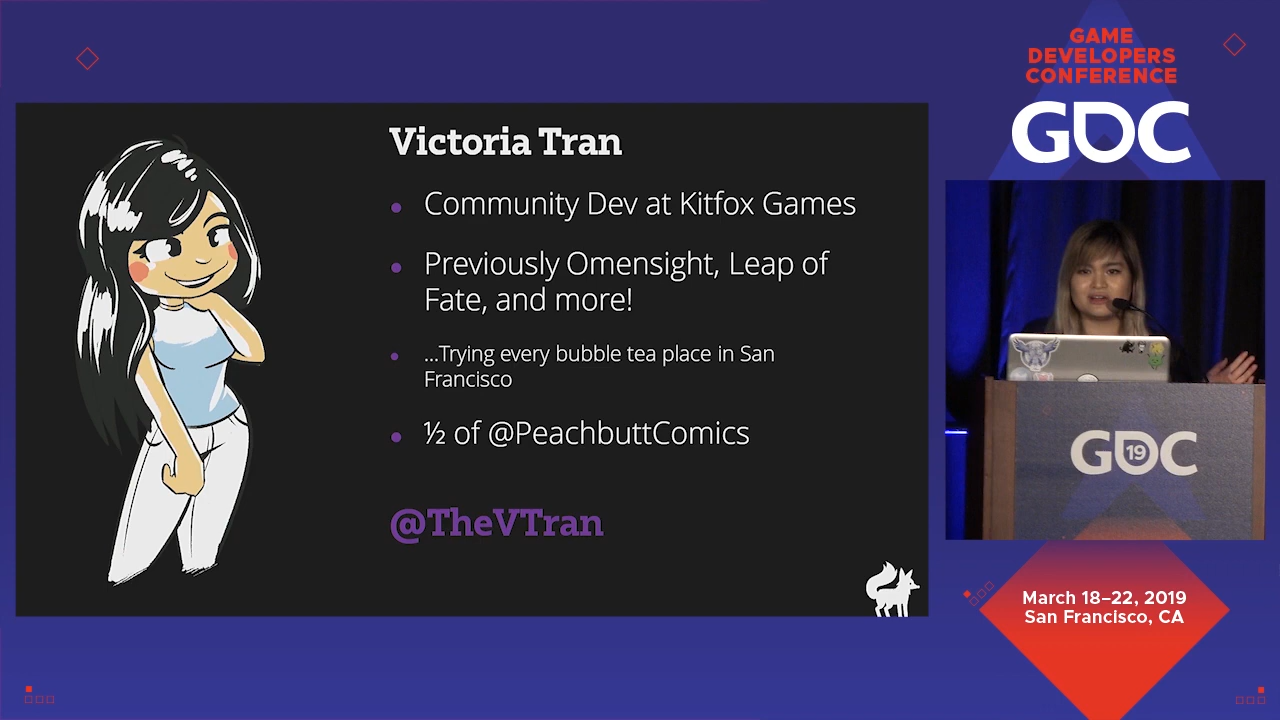 Victoria Tran
Community Dev at Kitfox Games
Previously Omensight, Leap of
Fate, and more!
...Trying every bubble tea place in San
Francisco
½ of @PeachbuttComics
@TheVTran
GAME
DEVELOPERS
CONFERENCE
GDC
GDC
19
March 18–22, 2019
San Francisco, CA